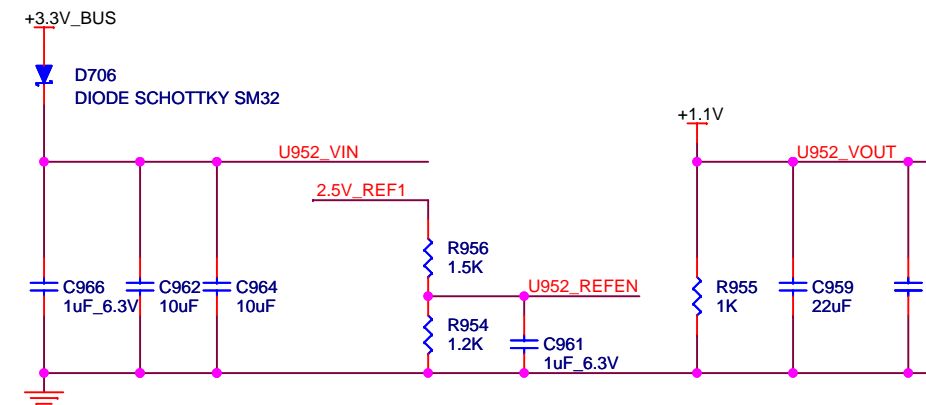 +3.3V_BUS
D706
DIODE SCHOTTKY SM32
+1.1V
U952_VIN
U952_VOUT
2.5V_REF1
R956
1.5K
U952_REFEN
C966
1uF_6.3V
C962
10uF
C964
10uF
R955
1K
C959
22uF
R954
1.2K
C961
1uF_6.3V